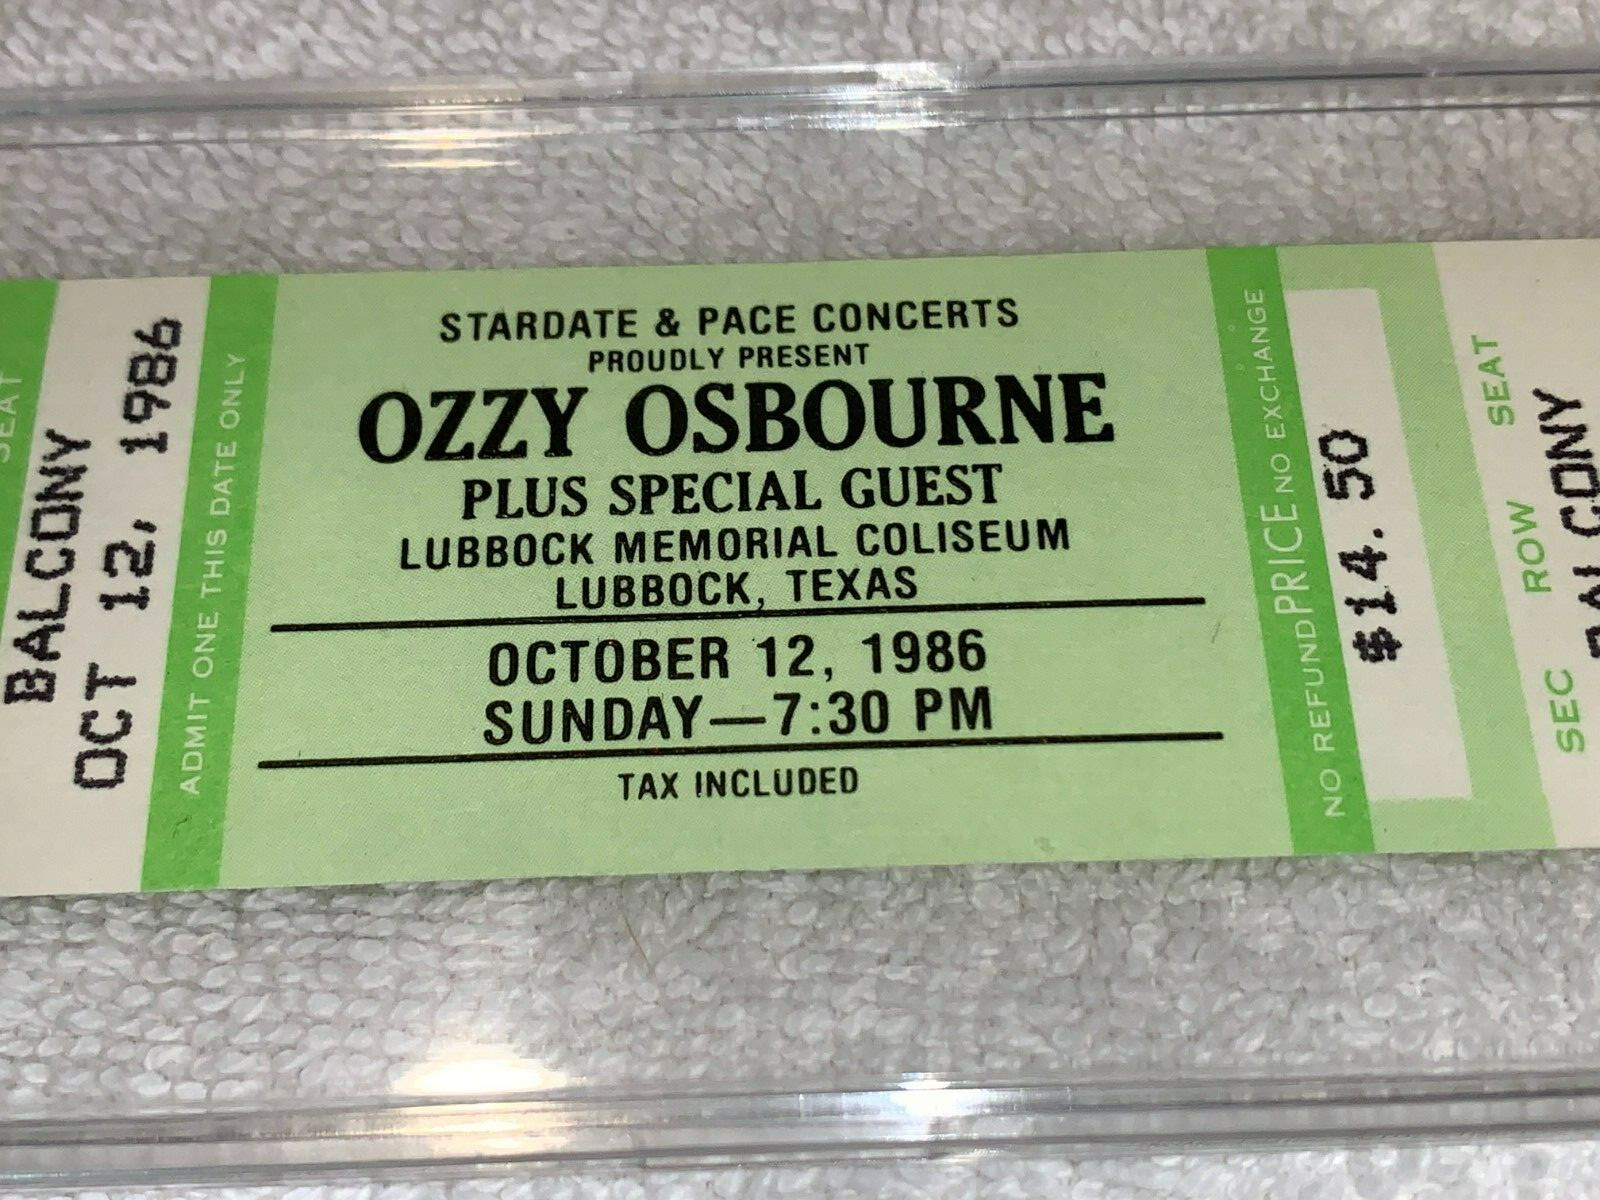 SEAT
BALCONY
OCT 12, 1986
ADMIT ONE THIS DATE ONLY
STARDATE & PACE CONCERTS
PROUDLY PRESENT
OZZY OSBOURNE
PLUS SPECIAL GUEST
LUBBOCK MEMORIAL COLISEUM
LUBBOCK, TEXAS
OCTOBER 12, 1986
SUNDAY—7:30 PM
TAX INCLUDED
NO REFUND PRICE NO EXCHANGE
$14.50
SEC ROW SEAT
BALCONY